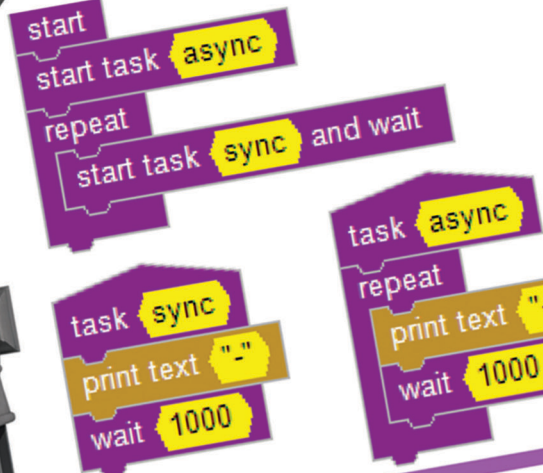 start
start task async
repeat
start task sync and wait
task sync
print text "-"
wait 1000
task async
repeat
print text
wait 1000